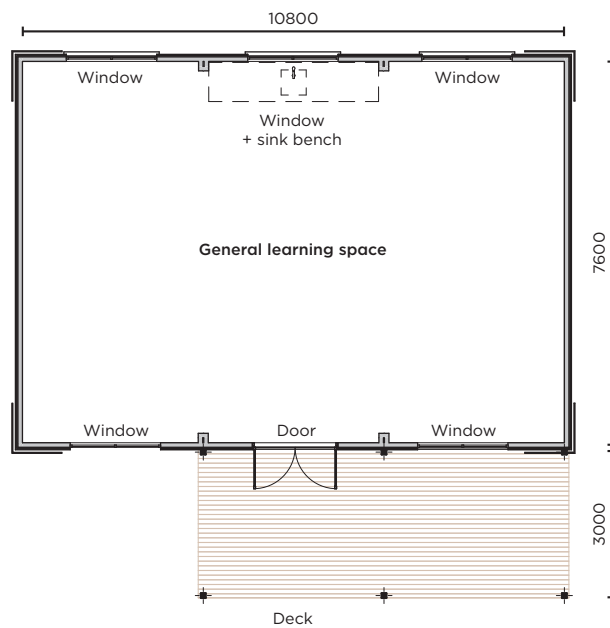 10800
Window
Window
Window
+ sink bench
General learning space
7600
Window
Door
Window
3000
Deck